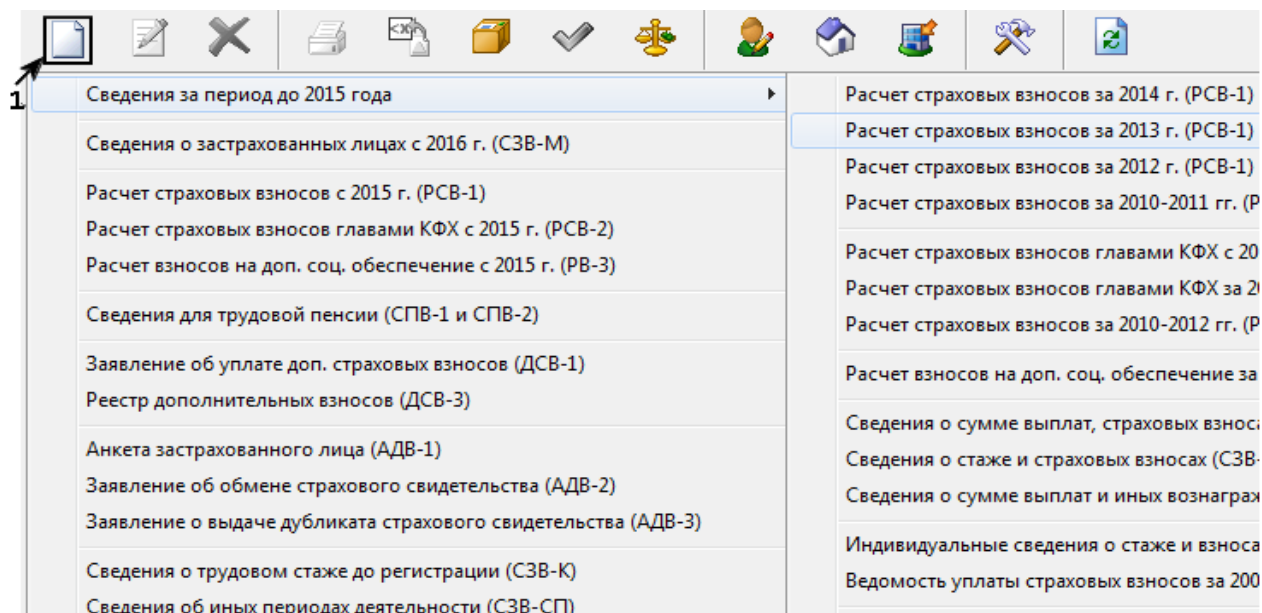 1
Сведения за период до 2015 года
Сведения о застрахованных лицах с 2016 г. (СЗВ-М)
Расчет страховых взносов с 2015 г. (РСВ-1)
Расчет страховых взносов главами КФХ с 2015 г. (РСВ-2)
Расчет взносов на доп. соц. обеспечение с 2015 г. (РВ-3)
Сведения для трудовой пенсии (СПВ-1 и СПВ-2)
Заявление об уплате доп. страховых взносов (ДСВ-1)
Реестр дополнительных взносов (ДСВ-3)
Анкета застрахованного лица (АДВ-1)
Заявление об обмене страхового свидетельства (АДВ-2)
Заявление о выдаче дубликата страхового свидетельства (АДВ-3)
Сведения о трудовом стаже до регистрации (СЗВ-К)
Сведения об иных периодах деятельности (СЗВ-СП)
Расчет страховых взносов за 2014 г. (РСВ-1)
Расчет страховых взносов за 2013 г. (РСВ-1)
Расчет страховых взносов за 2012 г. (РСВ-1)
Расчет страховых взносов за 2010-2011 гг. (Р
Расчет страховых взносов главами КФХ с 20
Расчет страховых взносов главами КФХ за 20
Расчет страховых взносов за 2010-2012 гг. (Р
Расчет взносов на доп. соц. обеспечение за
Сведения о сумме выплат, страховых взноса
Сведения о стаже и страховых взносах (СЗВ-
Сведения о сумме выплат и иных вознаграж
Индивидуальные сведения о стаже и взноса
Ведомость уплаты страховых взносов за 200